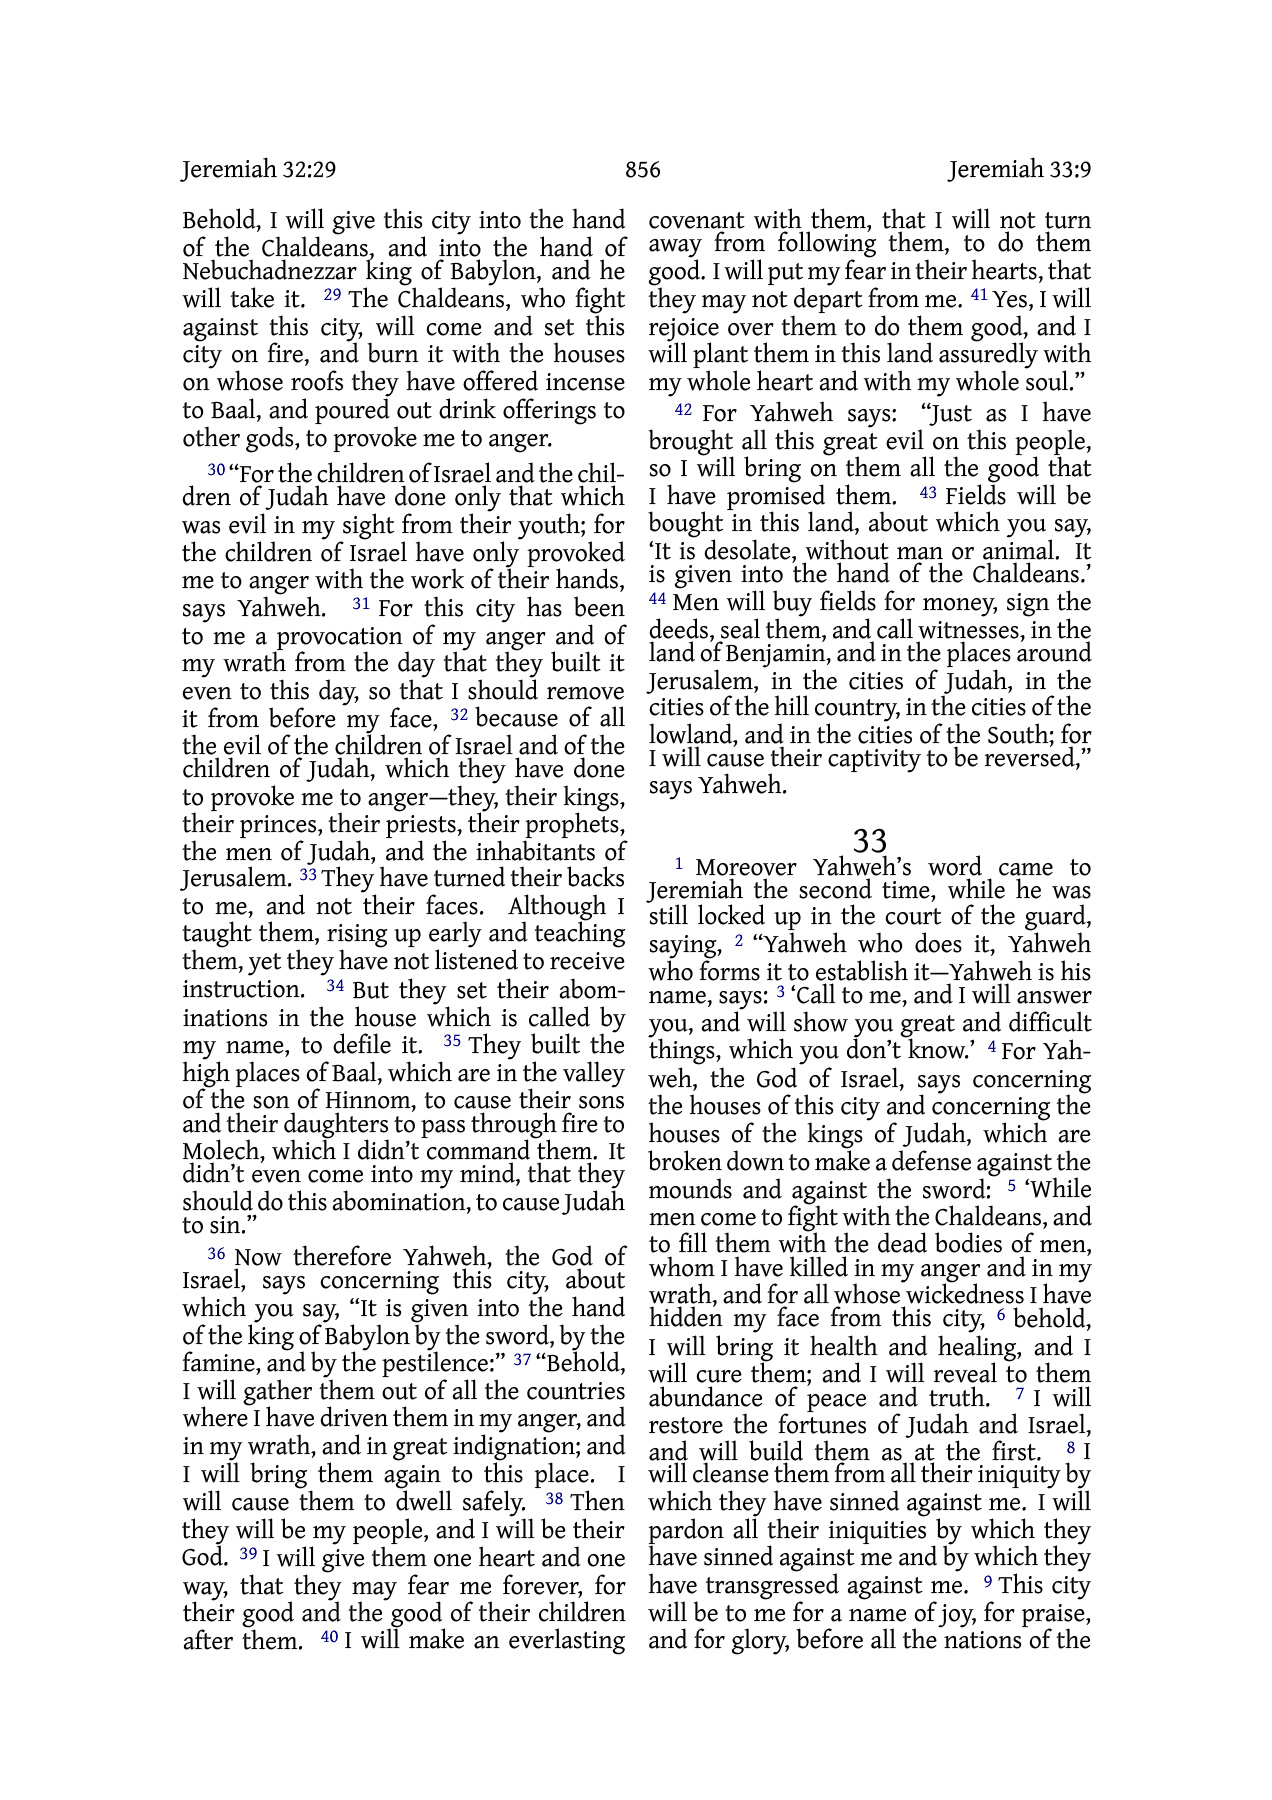 Jeremiah 32:29 856 Jeremiah 33:9
Behold, I will give this city into the hand
of the Chaldeans, and into the hand of
Nebuchadnezzar king of Babylon, and he
will take it. 29 The Chaldeans, who fight
against this city, will come and set this
city on fire, and burn it with the houses
on whose roofs they have offered incense
to Baal, and poured out drink offerings to
other gods, to provoke me to anger.
30 “For the children of Israel and the chil-
dren of Judah have done only that which
was evil in my sight from their youth; for
the children of Israel have only provoked
me to anger with the work of their hands,
says Yahweh. 31 For this city has been
to me a provocation of my anger and of
my wrath from the day that they built it
even to this day, so that I should remove
it from before my face, 32 because of all
the evil of the children of Israel and of the
children of Judah, which they have done
to provoke me to anger—they, their kings,
their princes, their priests, their prophets,
the men of Judah, and the inhabitants of
Jerusalem. 33 They have turned their backs
to me, and not their faces. Although I
taught them, rising up early and teaching
them, yet they have not listened to receive
instruction. 34 But they set their abom-
inations in the house which is called by
my name, to defile it. 35 They built the
high places of Baal, which are in the valley
of the son of Hinnom, to cause their sons
and their daughters to pass through fire to
Molech, which I didn’t command them. It
didn’t even come into my mind, that they
should do this abomination, to cause Judah
to sin.”
36 Now therefore Yahweh, the God of
Israel, says concerning this city, about
which you say, “It is given into the hand
of the king of Babylon by the sword, by the
famine, and by the pestilence:” 37 “Behold,
I will gather them out of all the countries
where I have driven them in my anger, and
in my wrath, and in great indignation; and
I will bring them again to this place. I
will cause them to dwell safely. 38 Then
they will be my people, and I will be their
God. 39 I will give them one heart and one
way, that they may fear me forever, for
their good and the good of their children
after them. 40 I will make an everlasting
covenant with them, that I will not turn
away from following them, to do them
good. I will put my fear in their hearts, that
they may not depart from me. 41 Yes, I will
rejoice over them to do them good, and I
will plant them in this land assuredly with
my whole heart and with my whole soul.”
42 For Yahweh says: “Just as I have
brought all this great evil on this people,
so I will bring on them all the good that
I have promised them. 43 Fields will be
bought in this land, about which you say,
‘It is desolate, without man or animal. It
is given into the hand of the Chaldeans.’
44 Men will buy fields for money, sign the
deeds, seal them, and call witnesses, in the
land of Benjamin, and in the places around
Jerusalem, in the cities of Judah, in the
cities of the hill country, in the cities of the
lowland, and in the cities of the South; for
I will cause their captivity to be reversed,”
says Yahweh.
33
1 Moreover Yahweh’s word came to
Jeremiah the second time, while he was
still locked up in the court of the guard,
saying, 2 “Yahweh who does it, Yahweh
who forms it to establish it—Yahweh is his
name, says: 3 ‘Call to me, and I will answer
you, and will show you great and difficult
things, which you don’t know.’ 4 For Yah-
weh, the God of Israel, says concerning
the houses of this city and concerning the
houses of the kings of Judah, which are
broken down to make a defense against the
mounds and against the sword: 5 ‘While
men come to fight with the Chaldeans, and
to fill them with the dead bodies of men,
whom I have killed in my anger and in my
wrath, and for all whose wickedness I have
hidden my face from this city, 6 behold,
I will bring it health and healing, and I
will cure them; and I will reveal to them
abundance of peace and truth. 7 I will
restore the fortunes of Judah and Israel,
and will build them as at the first. 8 I
will cleanse them from all their iniquity by
which they have sinned against me. I will
pardon all their iniquities by which they
have sinned against me and by which they
have transgressed against me. 9 This city
will be to me for a name of joy, for praise,
and for glory, before all the nations of the